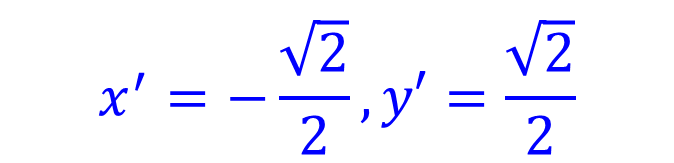 x′ = −√2/2, y′ = √2/2